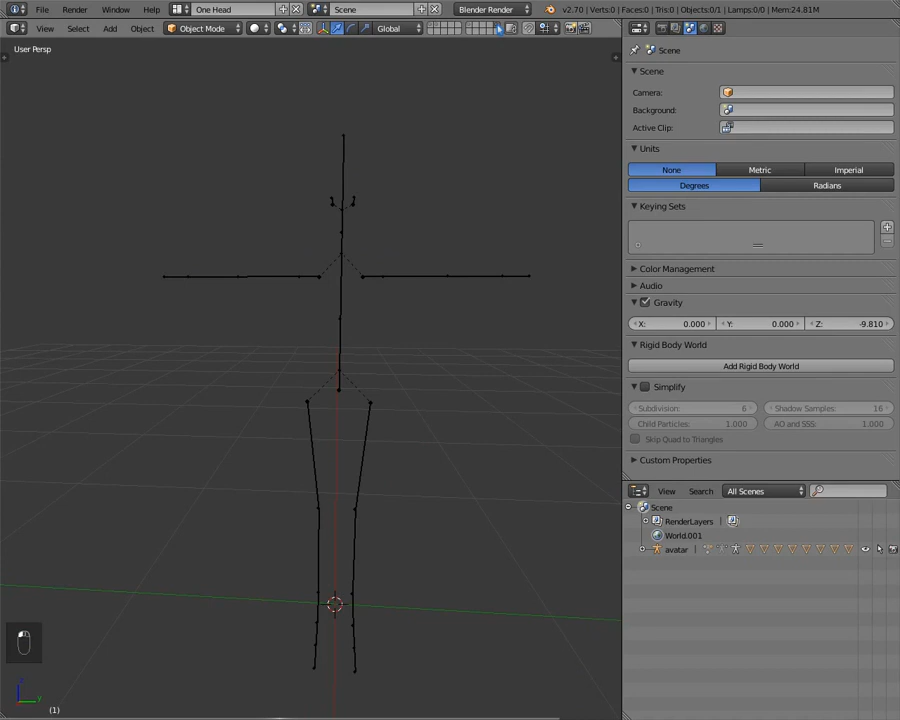 File Render Window Help One Head Scene Blender Render v2.70 | Verts:0 | Faces:0 | Tris:0 | Objects:0/1 | Lamps:0/0 | Mem:24.81M
View Select Add Object Object Mode Global
User Persp
Scene
Scene
Camera:
Background:
Active Clip:
Units
None Metric Imperial
Degrees Radians
Keying Sets
Color Management
Audio
Gravity
X: 0.000 Y: 0.000 Z: -9.810
Rigid Body World
Add Rigid Body World
Simplify
Subdivision: 6 Shadow Samples: 16
Child Particles: 1.000 AO and SSS: 1.000
Skip Quad to Triangles
Custom Properties
View Search All Scenes
Scene
RenderLayers |
World.001
avatar |
z
y
(1)